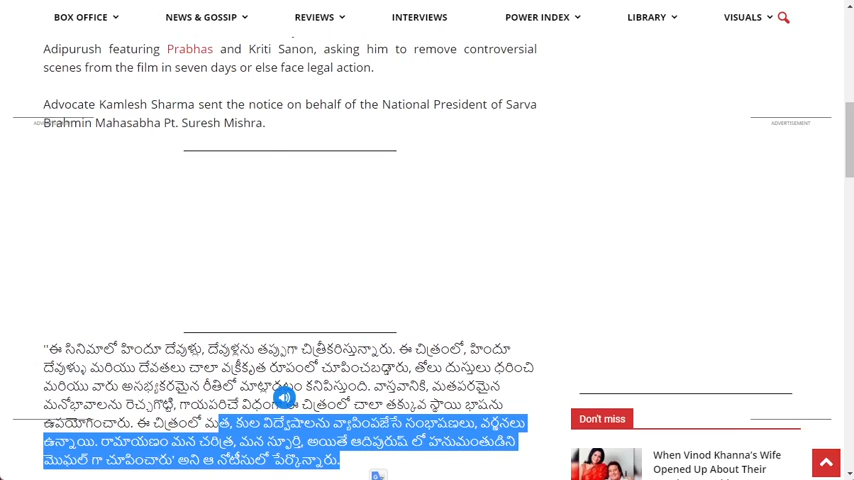 BOX OFFICE
NEWS & GOSSIP
REVIEWS
INTERVIEWS
POWER INDEX
LIBRARY
VISUALS
Adipurush featuring Prabhas and Kriti Sanon, asking him to remove controversial
scenes from the film in seven days or else face legal action.
Advocate Kamlesh Sharma sent the notice on behalf of the National President of Sarva
Brahmin Mahasabha Pt. Suresh Mishra.
ADVERTISEMENT
"ఈ సినిమాలో హిందూ దేవుళ్లు, దేవుళ్లను తప్పుగా చిత్రీకరిస్తున్నారు. ఈ చిత్రంలో, హిందూ
దేవుళ్ళు మరియు దేవతలు చాలా వక్రీకృత రూపంలో చూపించబడ్డారు, తోలు దుస్తులు ధరించి
మరియు వారు అసభ్యకరమైన రీతిలో మాట్లాడటం కనిపిస్తుంది. వాస్తవానికి, మతపరమైన
మనోభావాలను రెచ్చగొట్టి, గాయపరిచే విధంగా ఈ చిత్రంలో చాలా తక్కువ స్థాయి భాషను
ఉపయోగించారు. ఈ చిత్రంలో మత, కుల విద్వేషాలను వ్యాపింపజేసే సంభాషణలు, వర్ణనలు
ఉన్నాయి. రామాయణం మన చరిత్ర, మన స్ఫూర్తి, అయితే ఆదిపురుష్ లో హనుమంతుడిని
మొఘల్ గా చూపించారు' అని ఆ నోటీసులో పేర్కొన్నారు.
Don't miss
When Vinod Khanna's Wife
Opened Up About Their